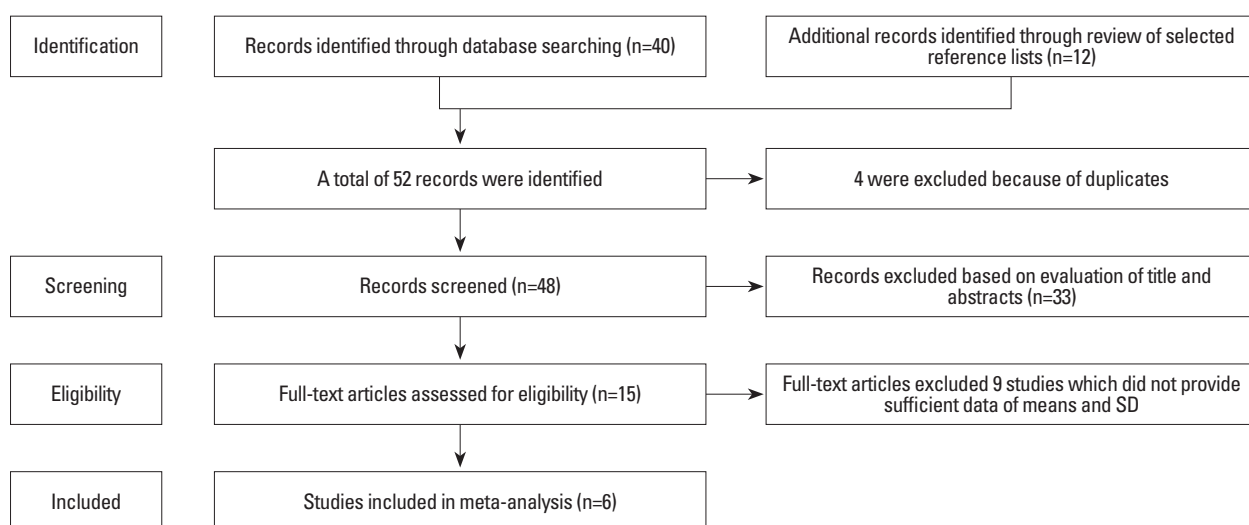 Identification
Records identified through database searching (n=40)
Additional records identified through review of selected
reference lists (n=12)
A total of 52 records were identified
4 were excluded because of duplicates
Screening
Records screened (n=48)
Records excluded based on evaluation of title and
abstracts (n=33)
Eligibility
Full-text articles assessed for eligibility (n=15)
Full-text articles excluded 9 studies which did not provide
sufficient data of means and SD
Included
Studies included in meta-analysis (n=6)